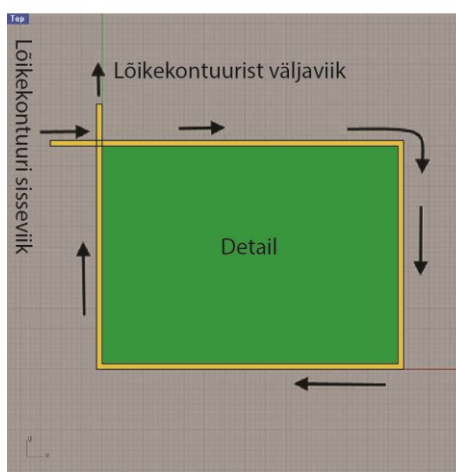 Top
Lõikekontuuri sisseviik
Lõikekontuurist väljaviik
Detail
y
x